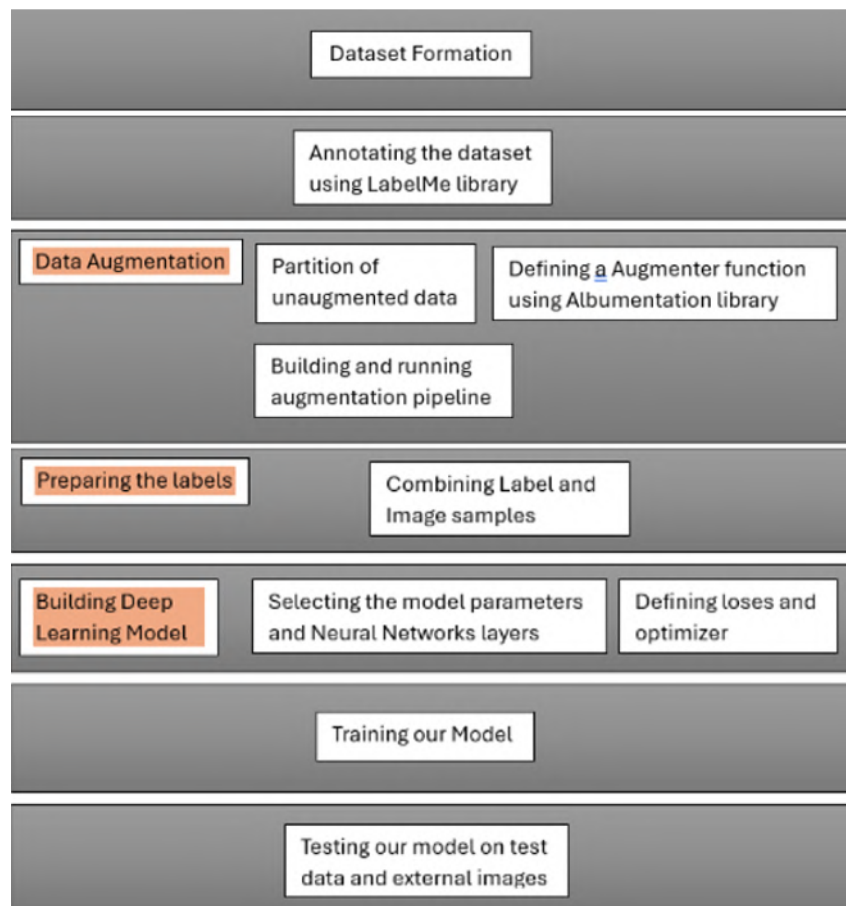 Dataset Formation
Annotating the dataset
using LabelMe library
Data Augmentation
Partition of
unaugmented data
Defining a Augmenter function
using Albumentation library
Building and running
augmentation pipeline
Preparing the labels
Combining Label and
Image samples
Building Deep
Learning Model
Selecting the model parameters
and Neural Networks layers
Defining loses and
optimizer
Training our Model
Testing our model on test
data and external images